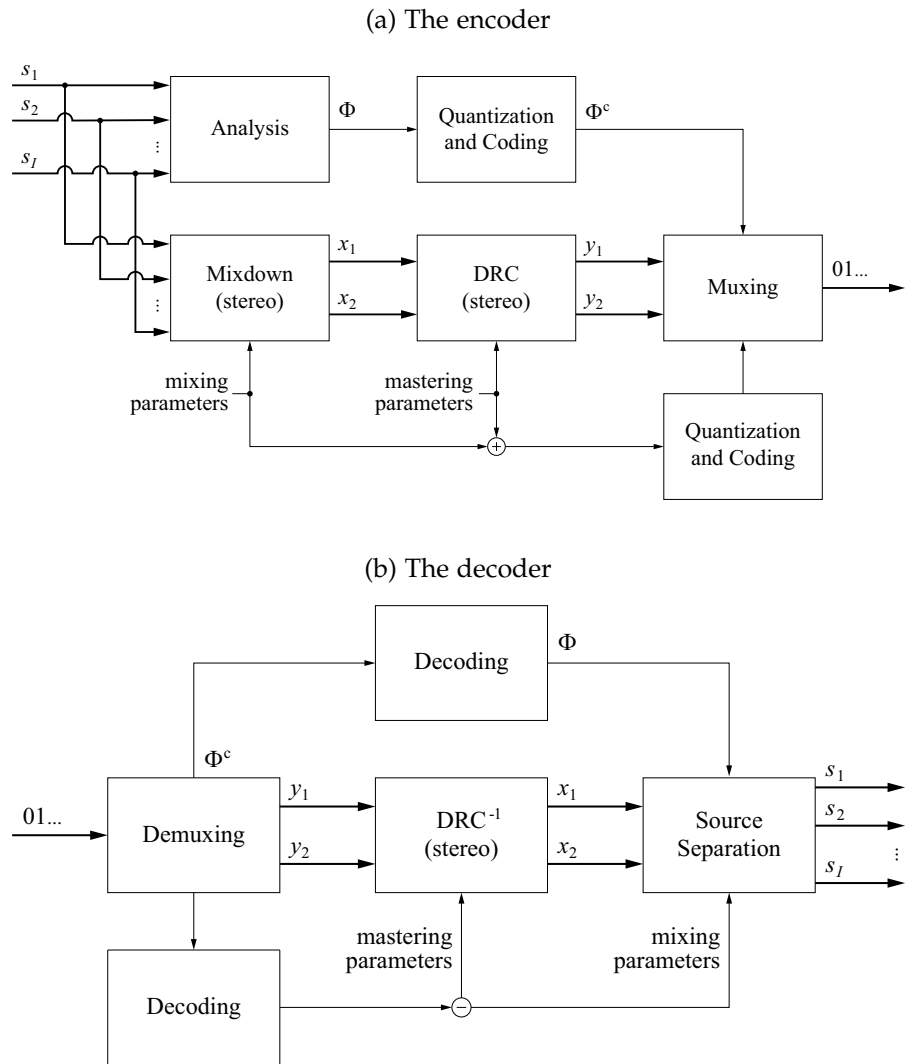 (a) The encoder
s1
s2
⋮
sI
Analysis
Φ
Quantization
and Coding
Φc
⋮
Mixdown
(stereo)
x1
x2
DRC
(stereo)
y1
y2
Muxing
01...
mixing
parameters
mastering
parameters
+
Quantization
and Coding
(b) The decoder
Decoding
Φ
Φc
01...
Demuxing
y1
y2
DRC-1
(stereo)
x1
x2
Source
Separation
s1
s2
⋮
sI
mastering
parameters
mixing
parameters
Decoding
−